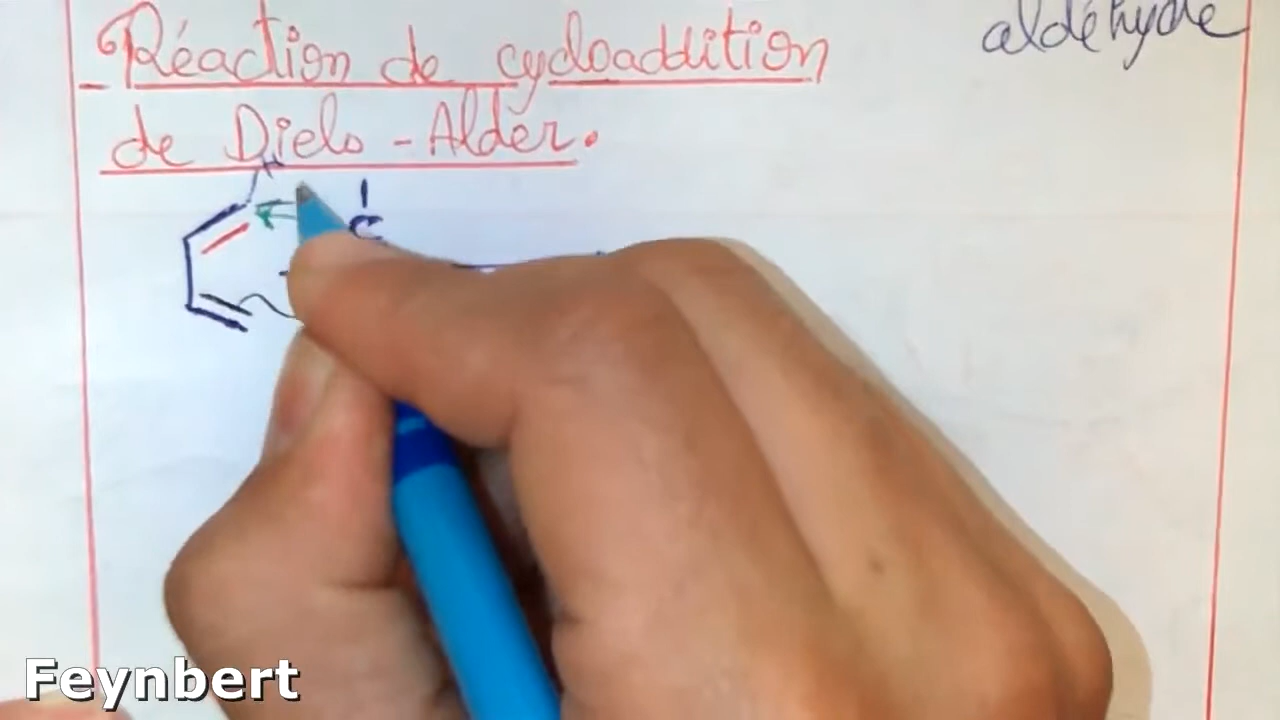 Réaction de cycloaddition
aldéhyde
de Diels - Alder.
C
Feynbert